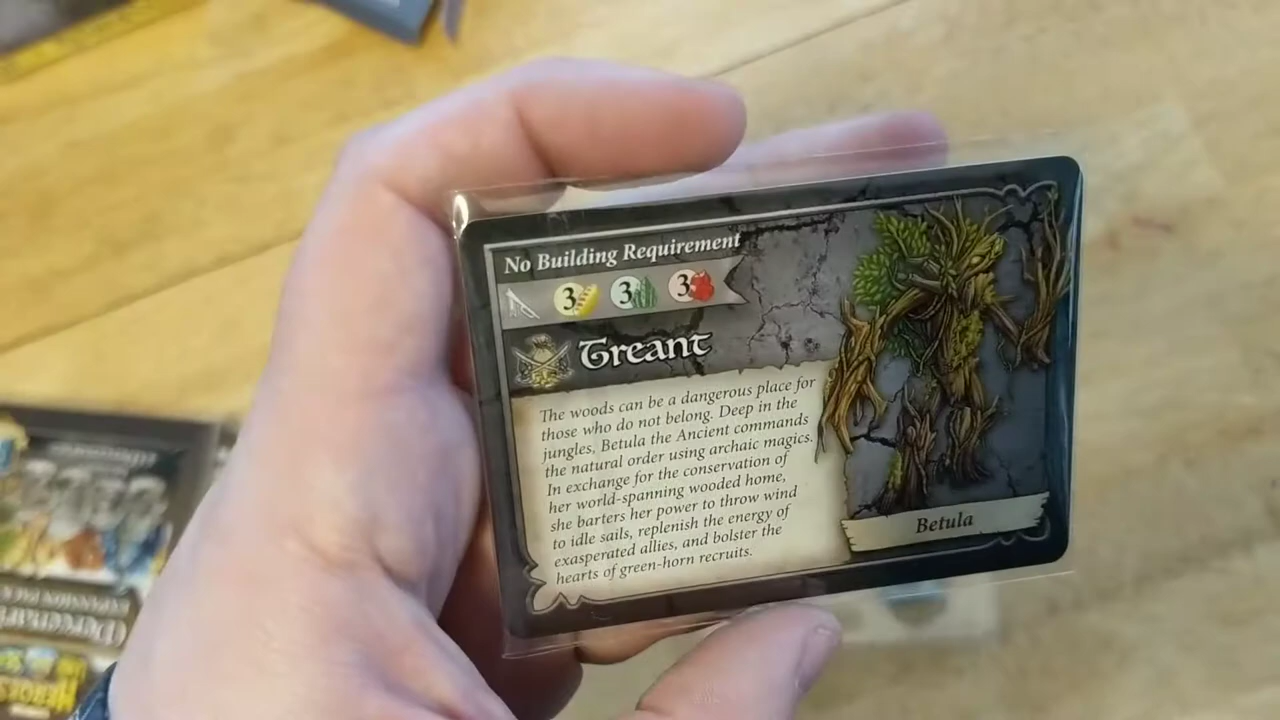 No Building Requirement
3 3 3
Treant
The woods can be a dangerous place for
those who do not belong. Deep in the
jungles, Betula the Ancient commands
the natural order using archaic magics.
In exchange for the conservation of
her world-spanning wooded home,
she barters her power to throw wind
to idle sails, replenish the energy of
exasperated allies, and bolster the
hearts of green-horn recruits.
Betula
EXPANSION PACK
HEROES